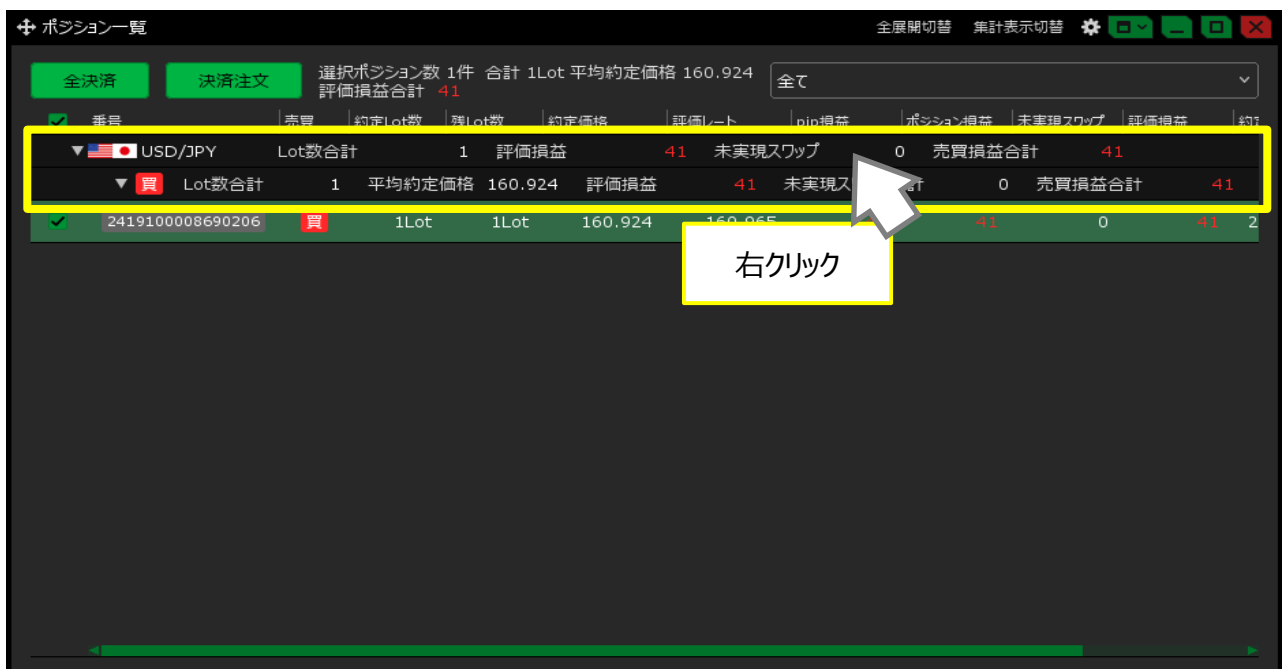 ポジション一覧 全展開切替 集計表示切替
全決済 決済注文 選択ポジション数 1件 合計 1Lot 平均約定価格 160.924 全て
評価損益合計 41
番号 売買 約定Lot数 残Lot数 約定価格 評価レート pip損益 ポジション損益 未実現スワップ 評価損益
▼ USD/JPY Lot数合計 1 評価損益 41 未実現スワップ 0 売買損益合計 41
▼ 買 Lot数合計 1 平均約定価格 160.924 評価損益 41 未実現ス 計 0 売買損益合計 41
2419100008690206 買 1Lot 1Lot 160.924 160.965 41 0 41 2
右クリック